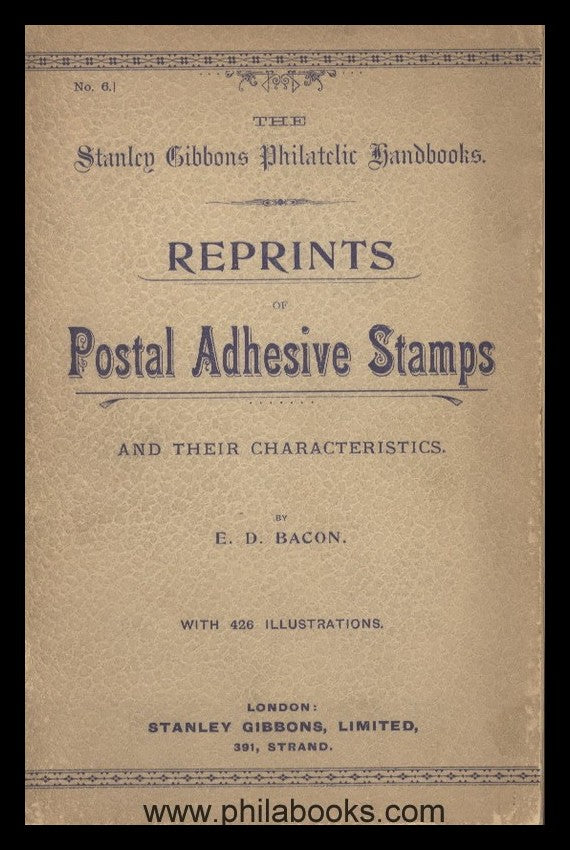 No. 6.]
THE
Stanley Gibbons Philatelic Handbooks.
REPRINTS
OF
Postal Adhesive Stamps
AND THEIR CHARACTERISTICS.
BY
E. D. BACON.
WITH 426 ILLUSTRATIONS.
LONDON:
STANLEY GIBBONS, LIMITED,
391, STRAND.
www.philabooks.com